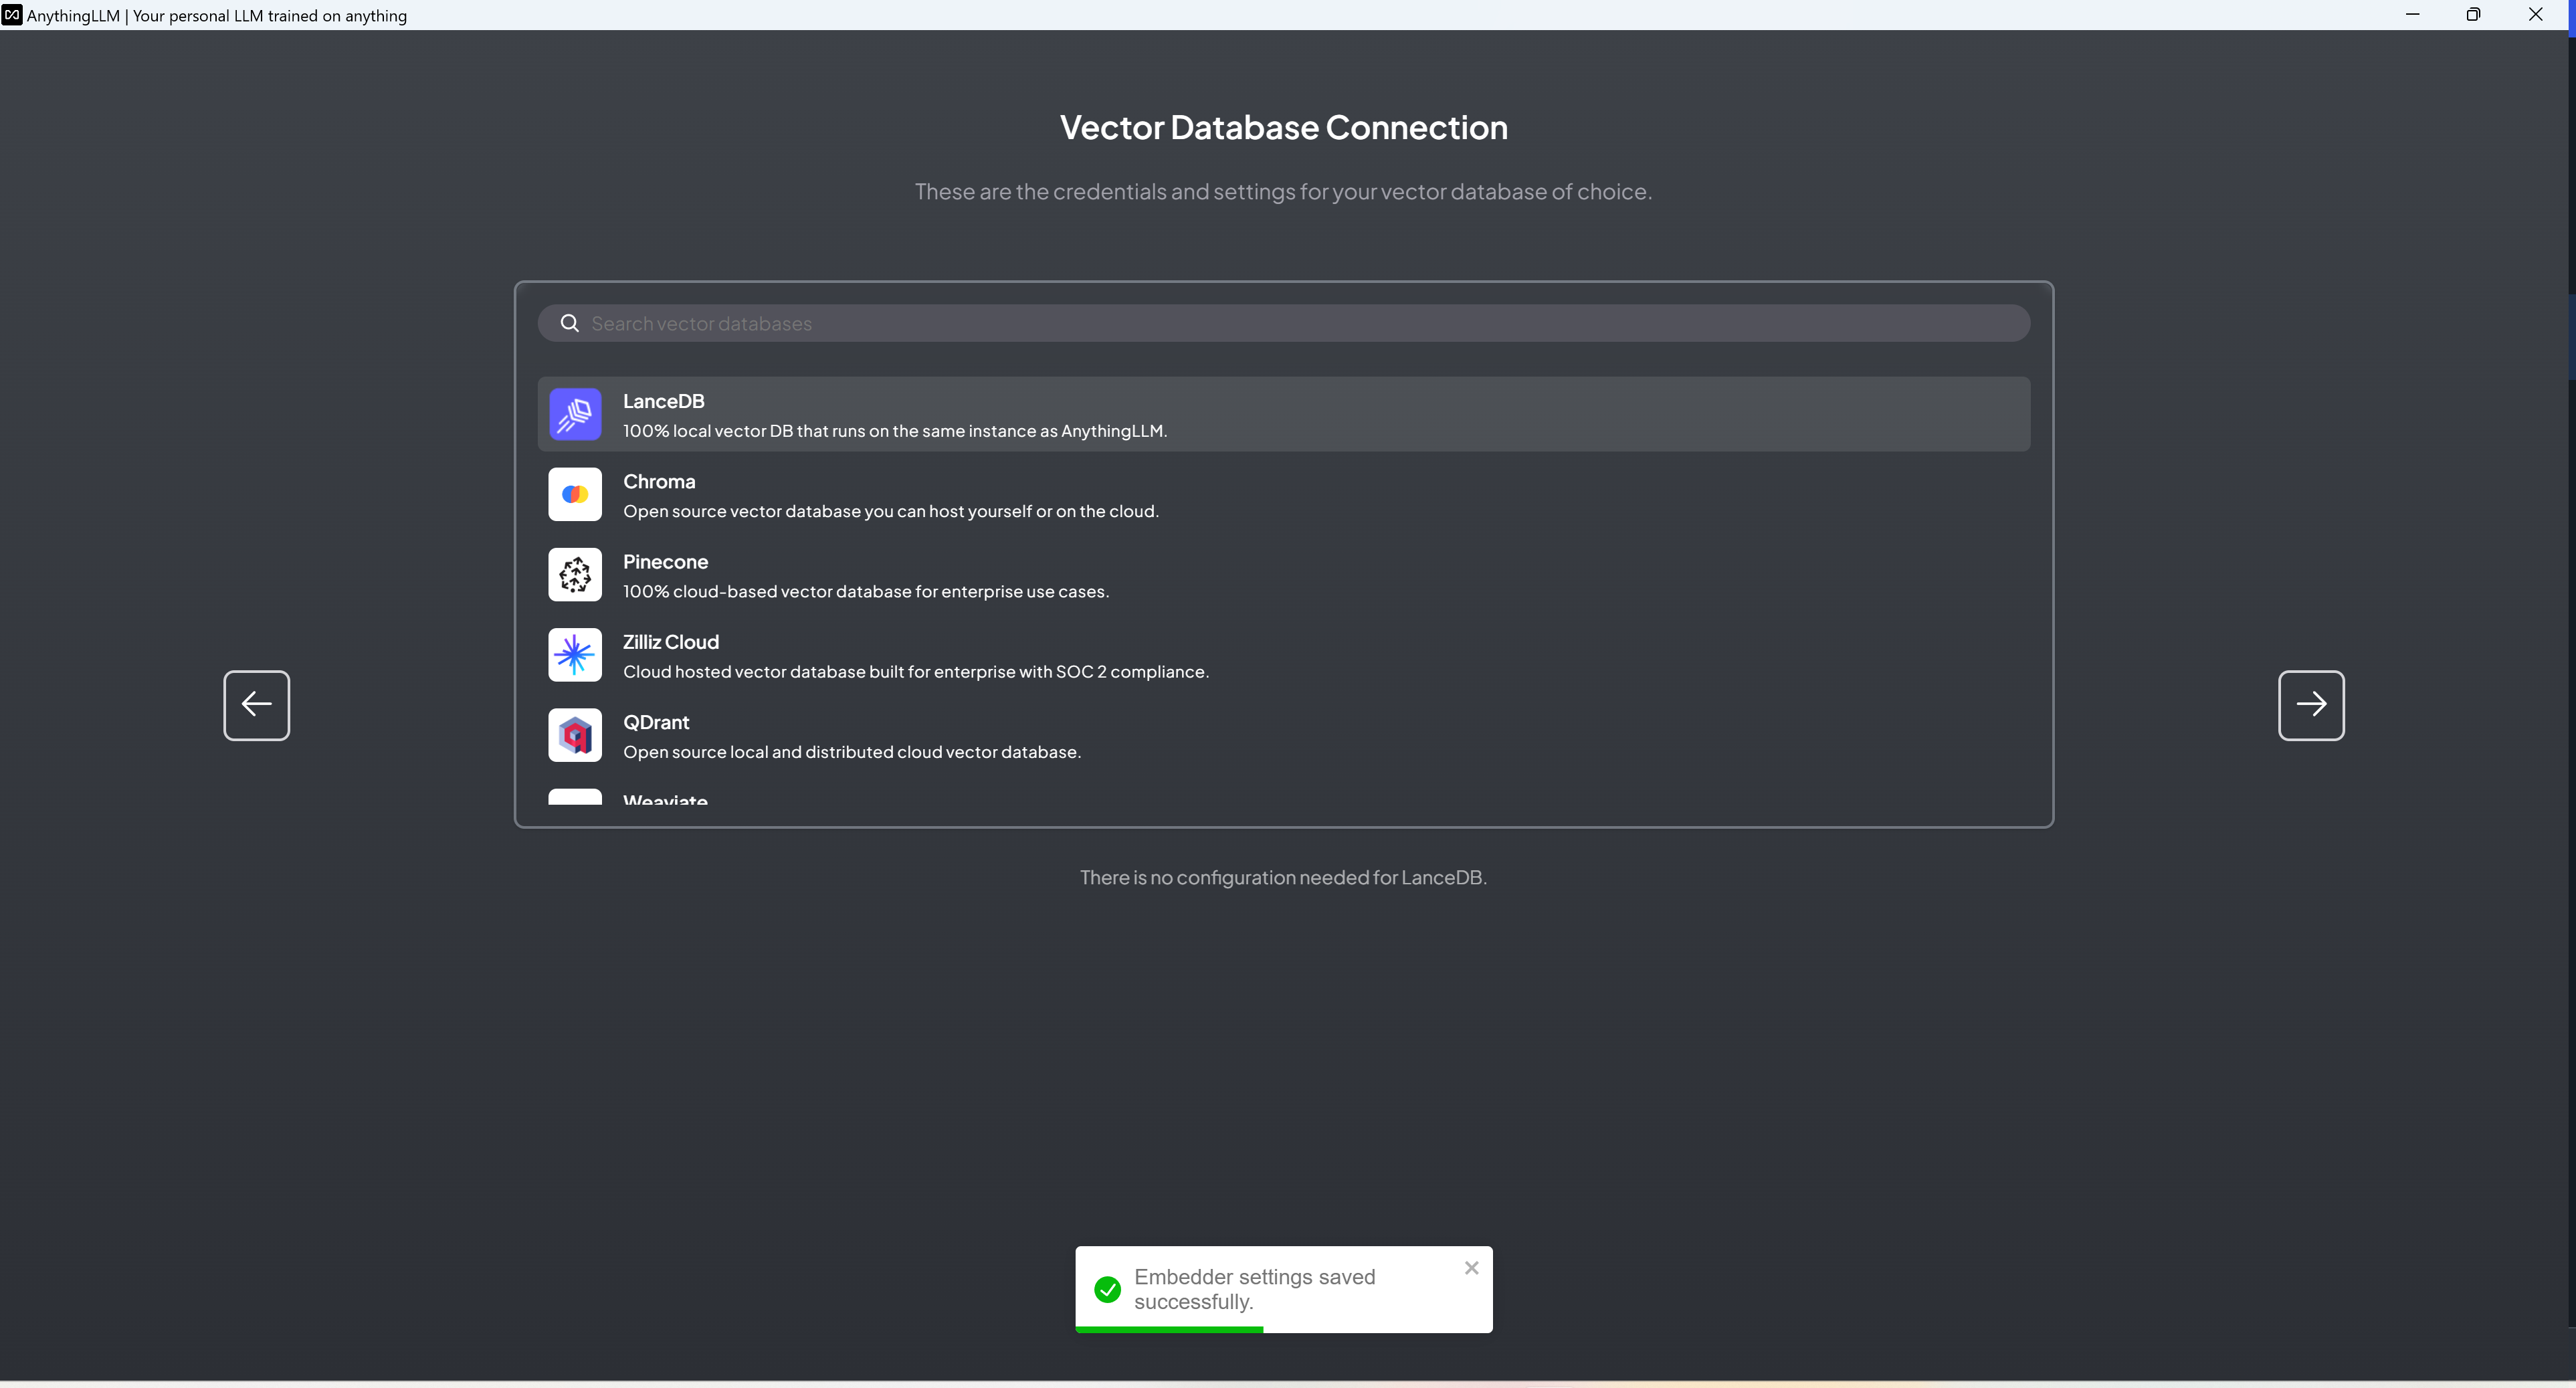 AnythingLLM | Your personal LLM trained on anything
Vector Database Connection
These are the credentials and settings for your vector database of choice.
Search vector databases
LanceDB
100% local vector DB that runs on the same instance as AnythingLLM.
Chroma
Open source vector database you can host yourself or on the cloud.
Pinecone
100% cloud-based vector database for enterprise use cases.
Zilliz Cloud
Cloud hosted vector database built for enterprise with SOC 2 compliance.
QDrant
Open source local and distributed cloud vector database.
Weaviate
There is no configuration needed for LanceDB.
Embedder settings saved
successfully.